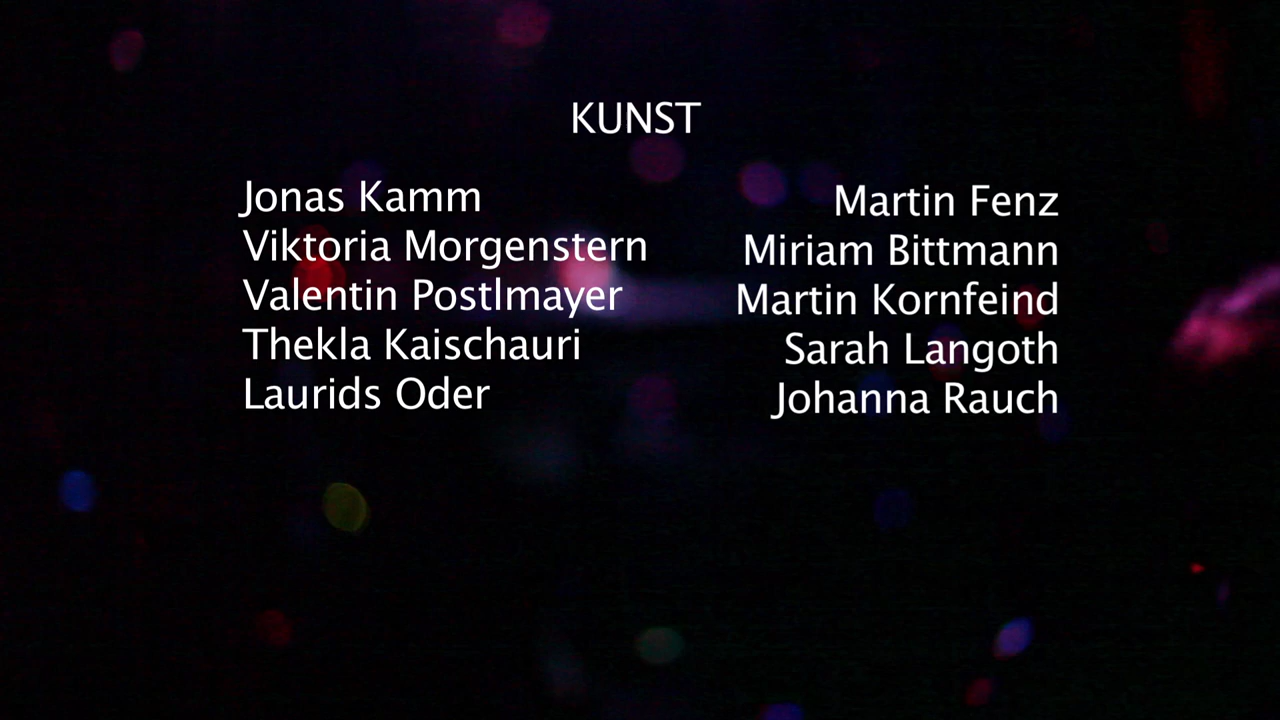 KUNST
Jonas Kamm
Viktoria Morgenstern
Valentin Postlmayer
Thekla Kaischauri
Laurids Oder
Martin Fenz
Miriam Bittmann
Martin Kornfeind
Sarah Langoth
Johanna Rauch